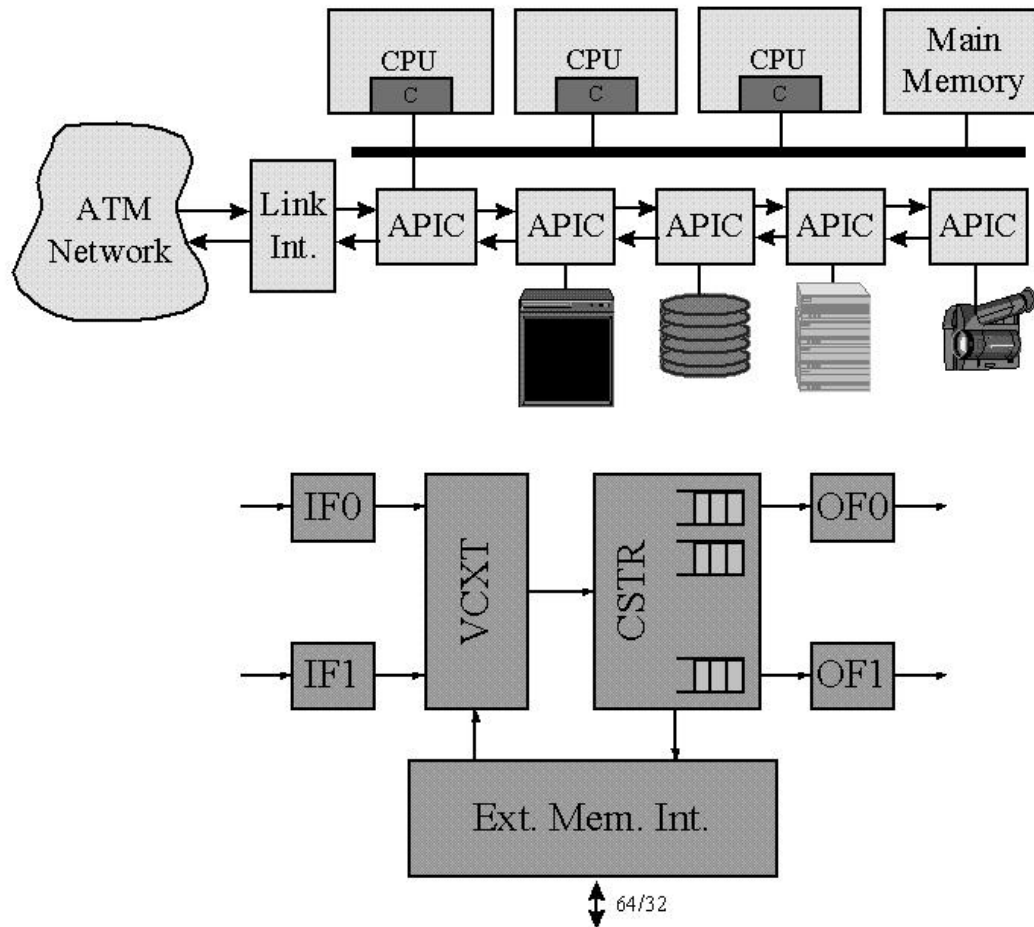 CPU
C
CPU
C
CPU
C
Main
Memory
ATM
Network
Link
Int.
APIC
APIC
APIC
APIC
APIC
IF0
IF1
VCXT
CSTR
OF0
OF1
Ext. Mem. Int.
64/32